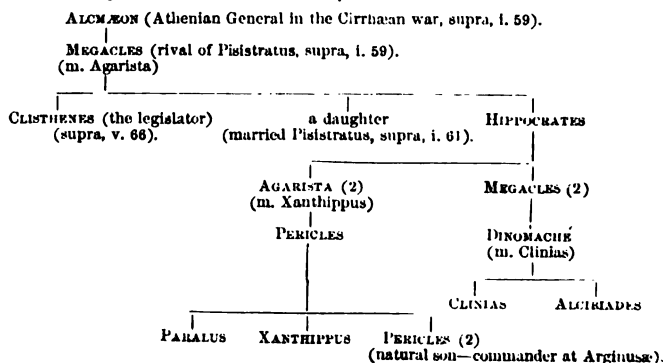 ALCMÆON (Athenian General in the Cirrhæan war, supra, i. 59).
MEGACLES (rival of Pisistratus, supra, i. 59).
(m. Agarista)
CLISTHENES (the legislator) a daughter HIPPOCRATES
(supra, v. 66). (married Pisistratus, supra, i. 61).
AGARISTA (2) MEGACLES (2)
(m. Xanthippus)
PERICLES DINOMACHÉ
(m. Clinias)
CLINIAS ALCIBIADES
PARALUS XANTHIPPUS PERICLES (2)
(natural son—commander at Arginusæ).